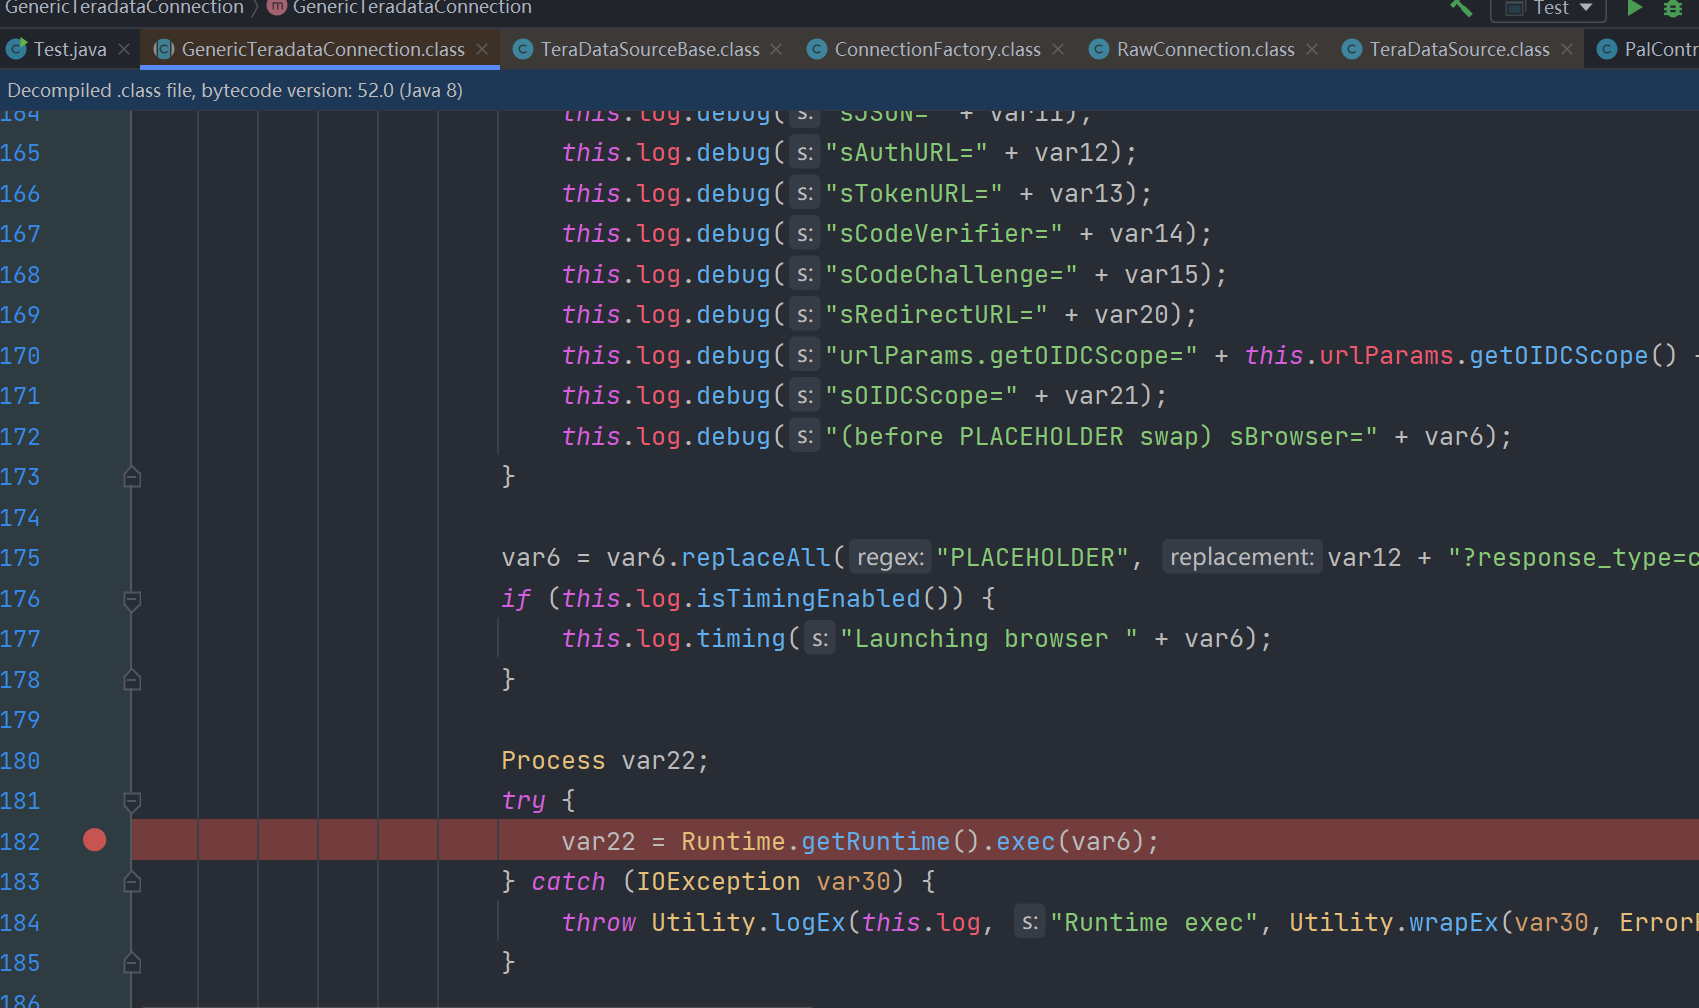 GenericTeradataConnection 〉 m GenericTeradataConnection
Test
Test.java GenericTeradataConnection.class TeraDataSourceBase.class ConnectionFactory.class RawConnection.class TeraDataSource.class PalContr
Decompiled .class file, bytecode version: 52.0 (Java 8)
164 this.log.debug( s: "sJSON=" + var11);
165 this.log.debug( s: "sAuthURL=" + var12);
166 this.log.debug( s: "sTokenURL=" + var13);
167 this.log.debug( s: "sCodeVerifier=" + var14);
168 this.log.debug( s: "sCodeChallenge=" + var15);
169 this.log.debug( s: "sRedirectURL=" + var20);
170 this.log.debug( s: "urlParams.getOIDCScope=" + this.urlParams.getOIDCScope()
171 this.log.debug( s: "sOIDCScope=" + var21);
172 this.log.debug( s: "(before PLACEHOLDER swap) sBrowser=" + var6);
173 }
174
175 var6 = var6.replaceAll( regex: "PLACEHOLDER", replacement: var12 + "?response_type=c
176 if (this.log.isTimingEnabled()) {
177 this.log.timing( s: "Launching browser " + var6);
178 }
179
180 Process var22;
181 try {
182 var22 = Runtime.getRuntime().exec(var6);
183 } catch (IOException var30) {
184 throw Utility.logEx(this.log, s: "Runtime exec", Utility.wrapEx(var30, ErrorF
185 }
186